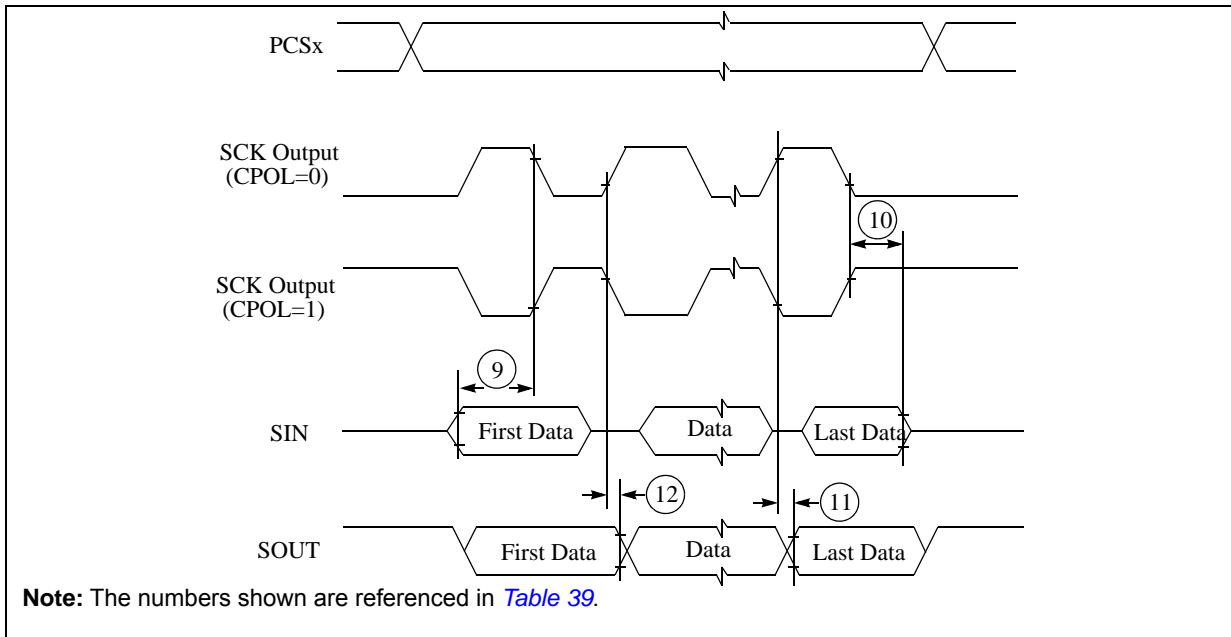 PCSx
SCK Output
(CPOL=0)
10
SCK Output
(CPOL=1)
9
SIN
First Data
Data
Last Data
12
11
SOUT
First Data
Data
Last Data
Note: The numbers shown are referenced in Table 39.